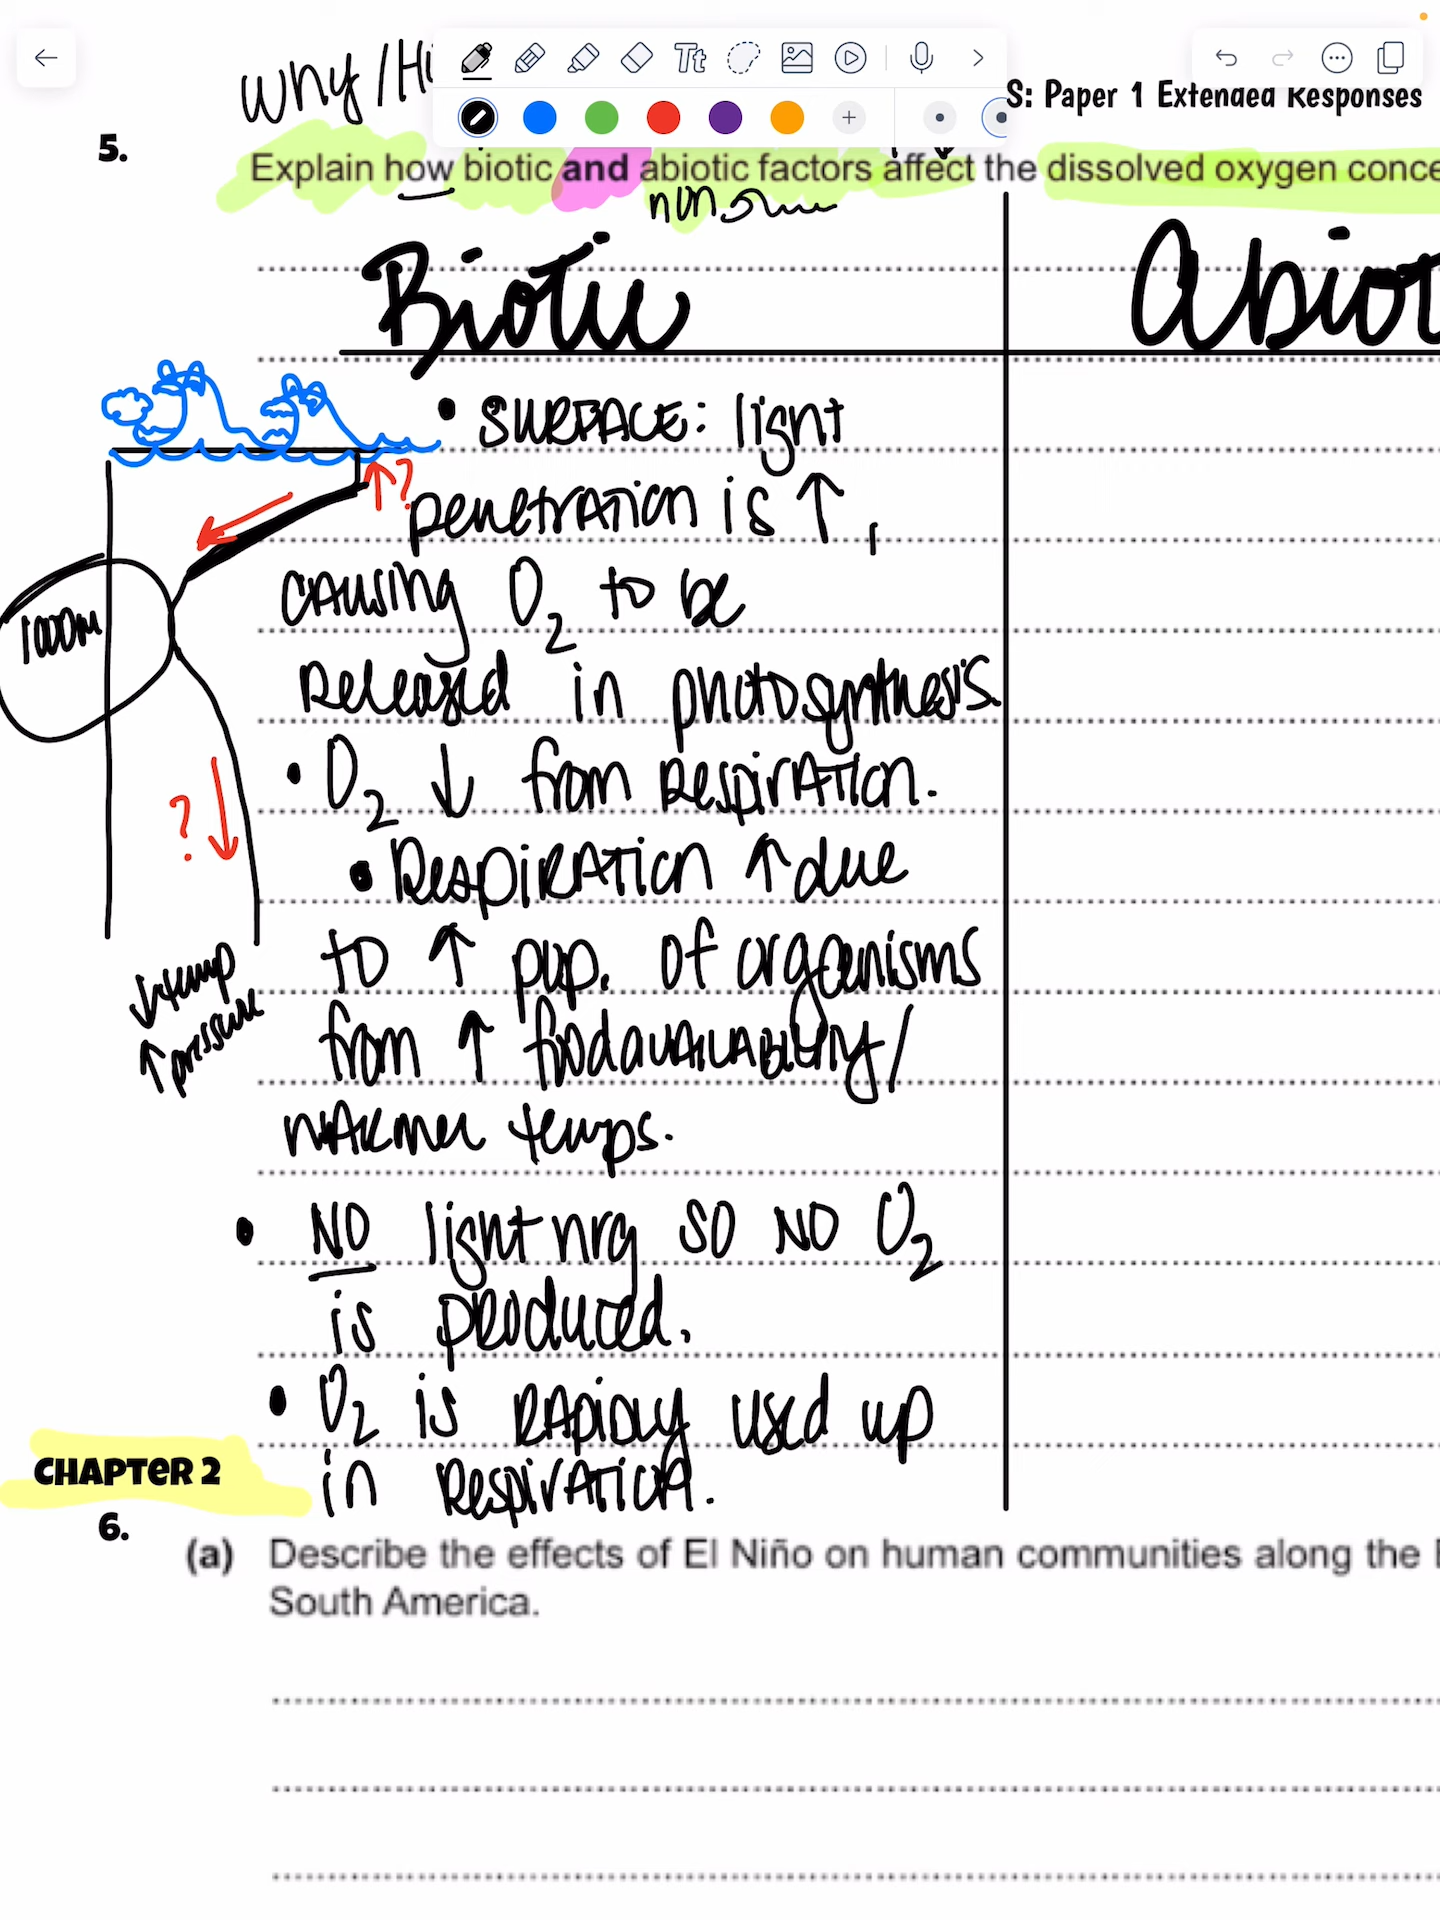 Why / H
S: Paper 1 Extended Responses
5.
Explain how biotic and abiotic factors affect the dissolved oxygen conce
non
Biotic
abiot
• SURFACE: light
penetration is ↑,
causing O2 to be
Released in photosynthesis.
• O2 ↓ from Respiration.
• Respiration ↑ due
to ↑ pop. of organisms
from ↑ food availability/
warmer temps.
• NO light nrg so NO O2
is produced.
• O2 is Rapidly used up
in Respiration.
↑?
1000m
? ↓
↓ temp
↑ pressure
CHAPTER 2
6.
(a) Describe the effects of El Niño on human communities along the
South America.
Tt